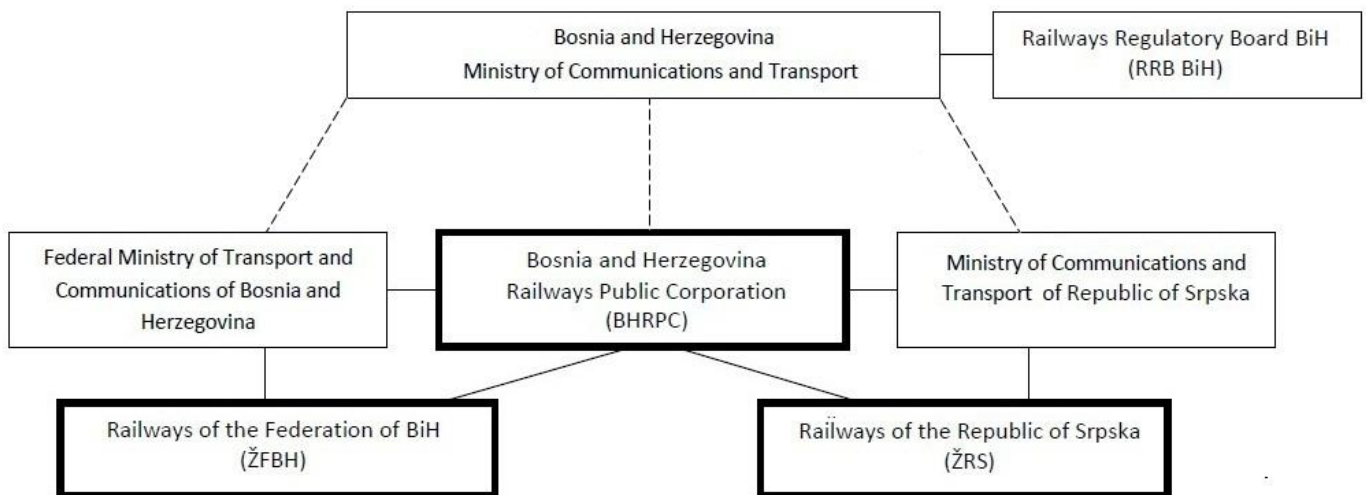 Bosnia and Herzegovina
Ministry of Communications and Transport
Railways Regulatory Board BiH
(RRB BiH)
Federal Ministry of Transport and
Communications of Bosnia and
Herzegovina
Bosnia and Herzegovina
Railways Public Corporation
(BHRPC)
Ministry of Communications and
Transport of Republic of Srpska
Railways of the Federation of BiH
(ŽFBH)
Railways of the Republic of Srpska
(ŽRS)